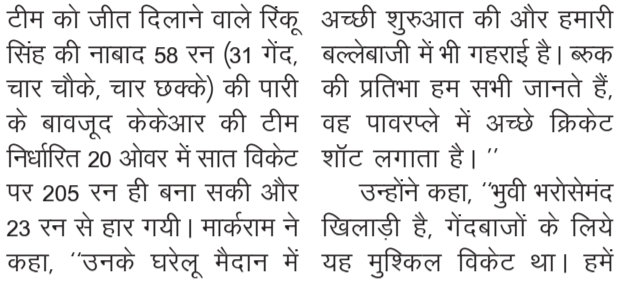 टीम को जीत दिलाने वाले रिंकू
सिंह की नाबाद 58 रन (31 गेंद,
चार चौके, चार छक्के) की पारी
के बावजूद केकेआर की टीम
निर्धारित 20 ओवर में सात विकेट
पर 205 रन ही बना सकी और
23 रन से हार गयी। मार्कराम ने
कहा, ‘‘उनके घरेलू मैदान में
अच्छी शुरुआत की और हमारी
बल्लेबाजी में भी गहराई है। ब्रुक
की प्रतिभा हम सभी जानते हैं,
वह पावरप्ले में अच्छे क्रिकेट
शॉट लगाता है। ’’
उन्होंने कहा, ‘‘भुवी भरोसेमंद
खिलाड़ी है, गेंदबाजों के लिये
यह मुश्किल विकेट था। हमें